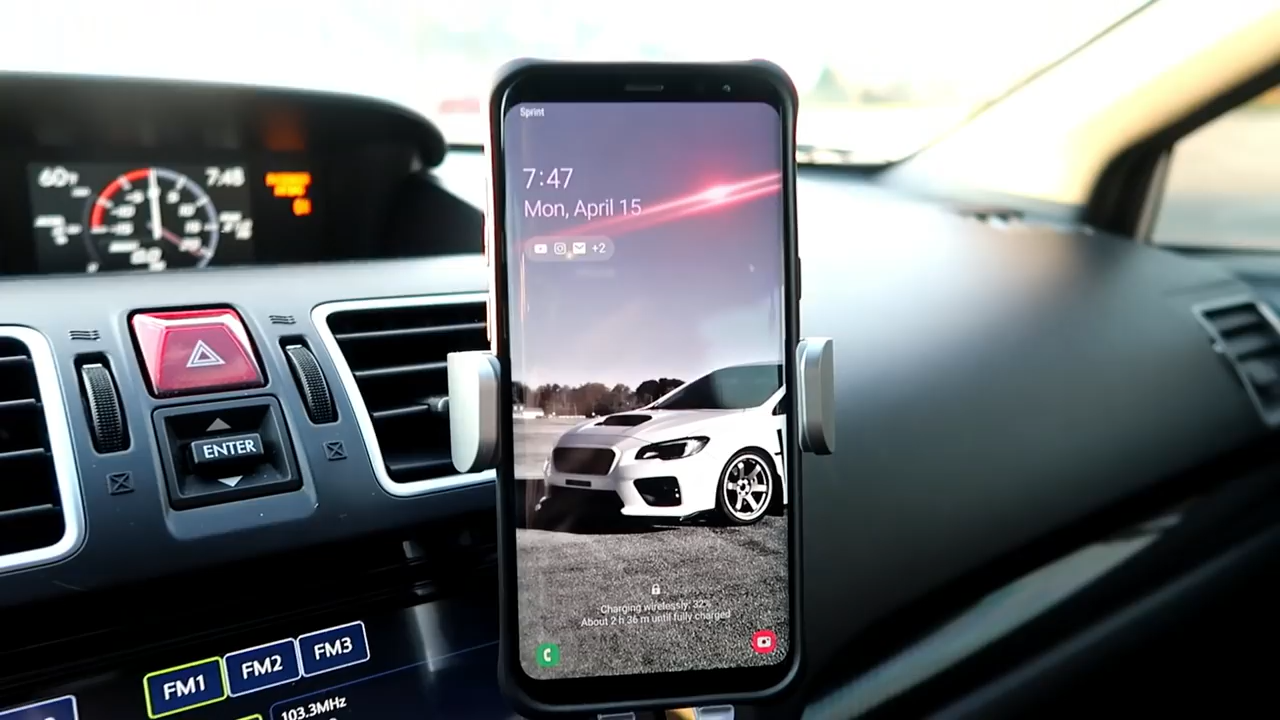 Sprint
7:47
Mon, April 15
+2
Charging wirelessly: 32%
About 2 h 36 m until fully charged
60°F
7:48
ENTER
FM1
FM2
FM3
103.3MHz